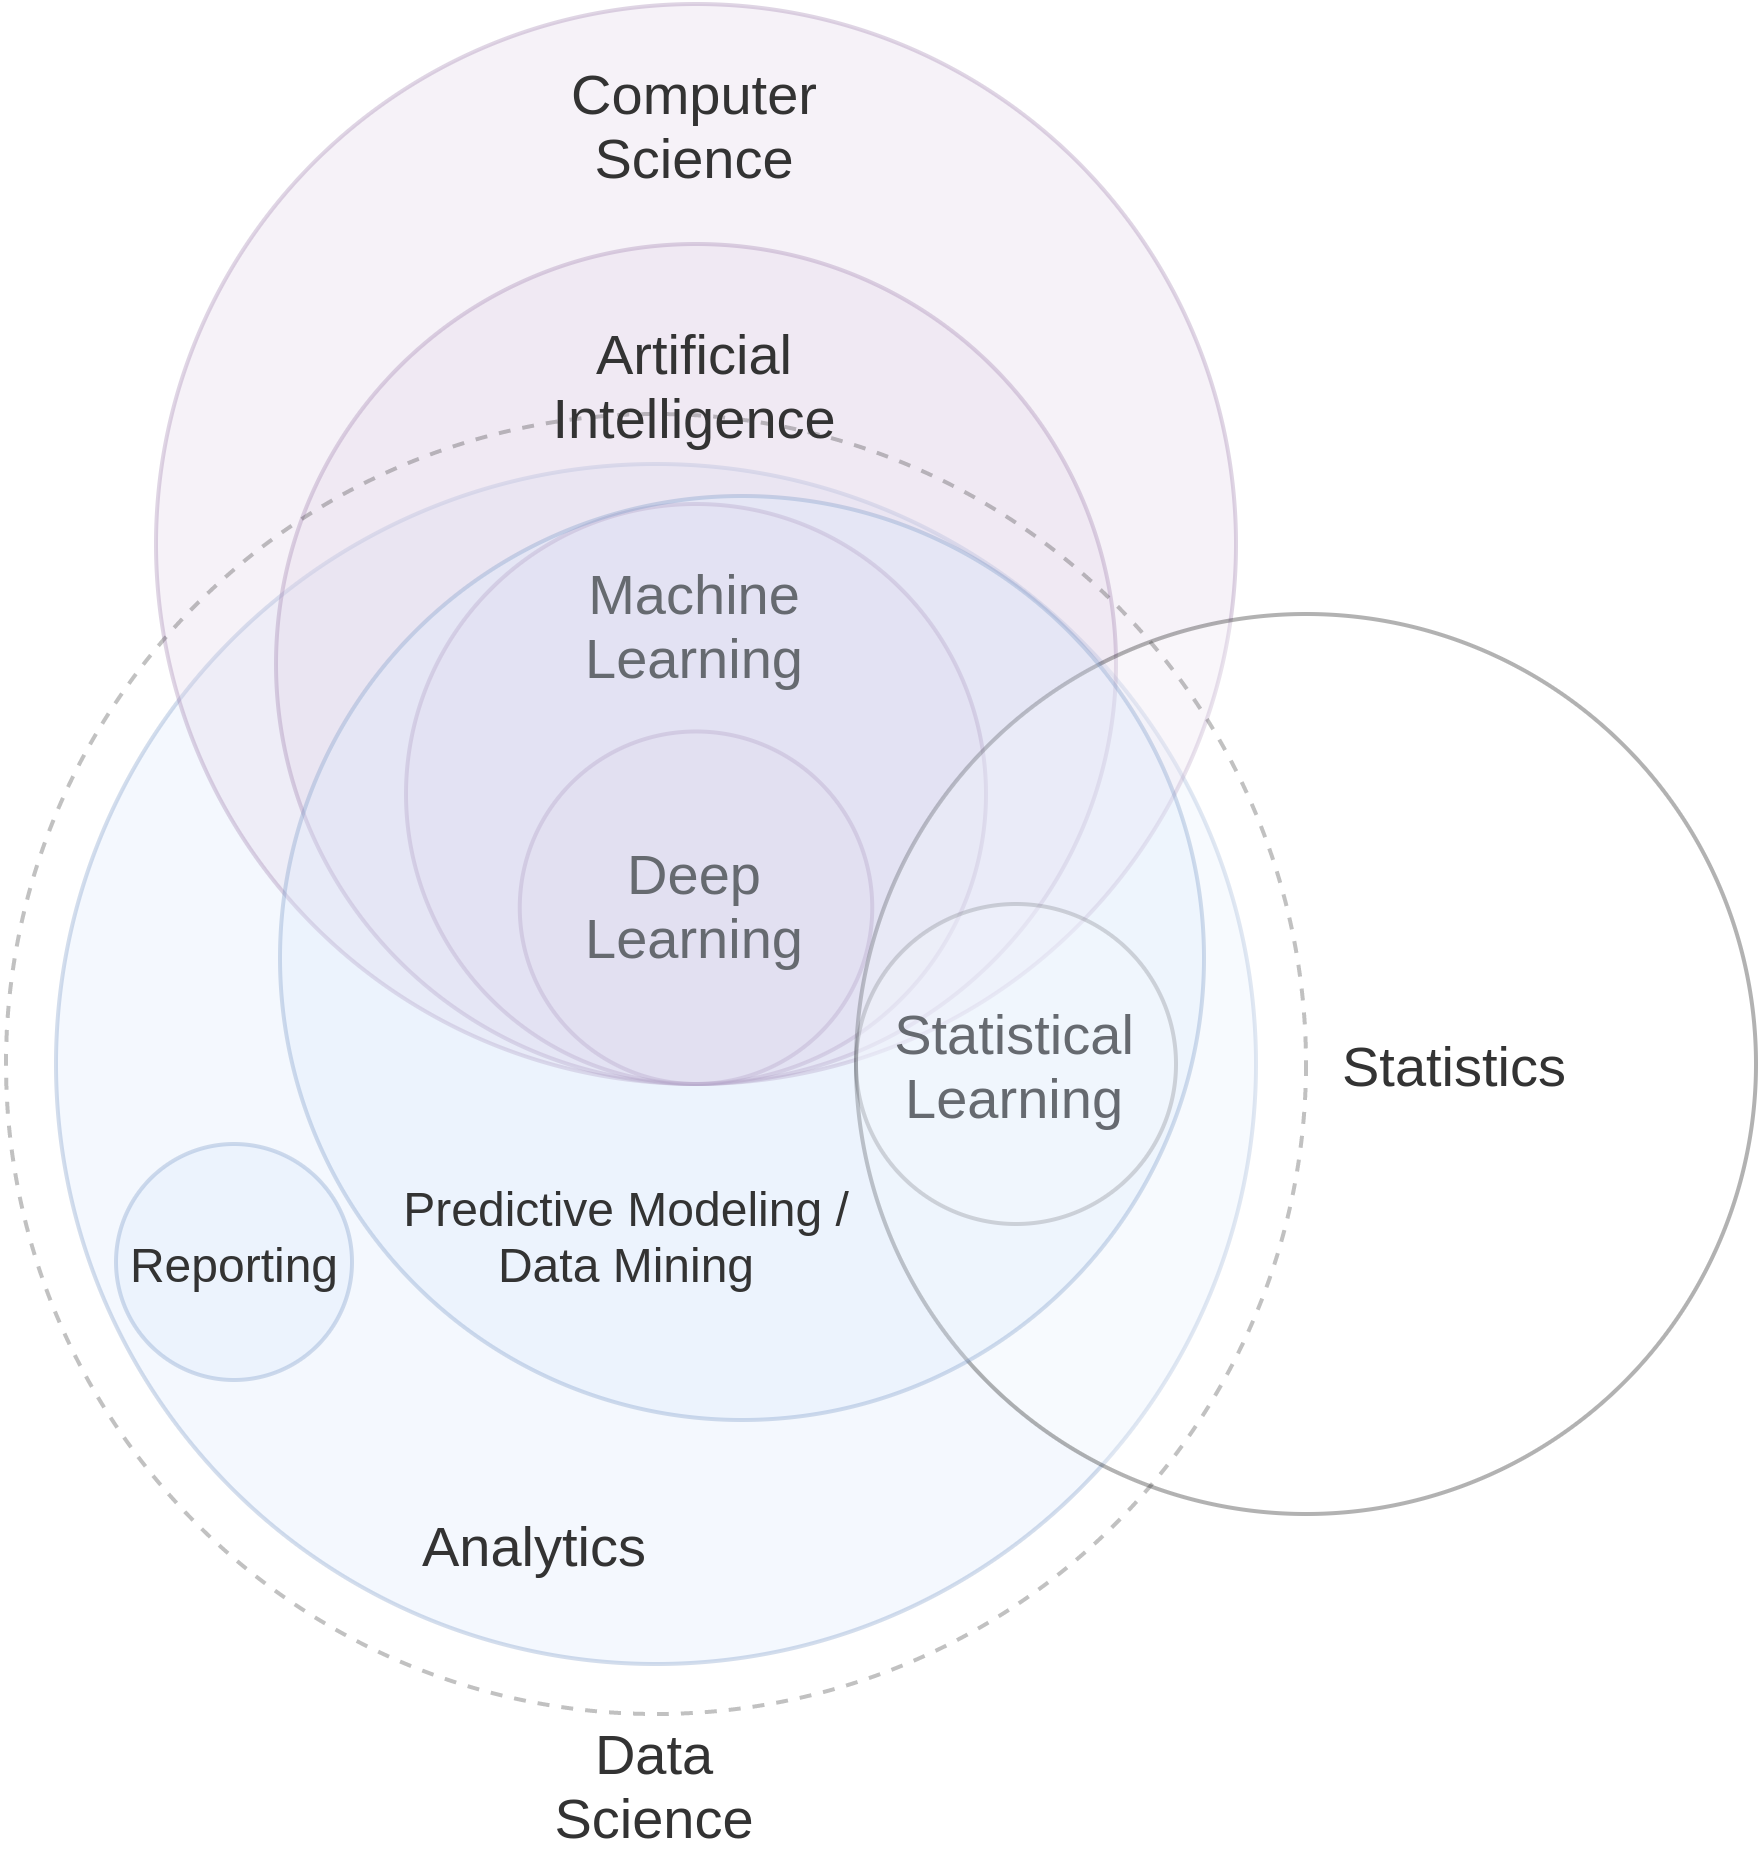 Computer
Science
Artificial
Intelligence
Machine
Learning
Deep
Learning
Statistical
Learning
Statistics
Predictive Modeling /
Data Mining
Reporting
Analytics
Data
Science